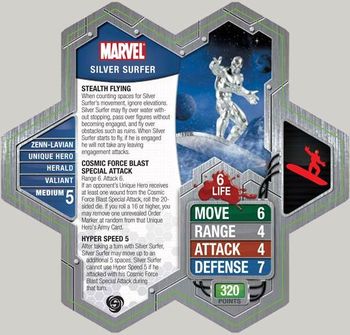 MARVEL
SILVER SURFER
STEALTH FLYING
When counting spaces for Silver
Surfer's movement, ignore elevations.
Silver Surfer may fly over water with-
out stopping, pass over figures without
becoming engaged, and fly over
obstacles such as ruins. When Silver
Surfer starts to fly, if he is engaged
he will not take any leaving
engagement attacks.
COSMIC FORCE BLAST
SPECIAL ATTACK
Range 6. Attack 6.
If an opponent's Unique Hero receives
at least one wound from the Cosmic
Force Blast Special Attack, roll the 20-
sided die. If you roll a 16 or higher, you
may remove one unrevealed Order
Marker at random from that Unique
Hero's Army Card.
HYPER SPEED 5
After taking a turn with Silver Surfer,
Silver Surfer may move up to an
additional 5 spaces. Silver Surfer
cannot use Hyper Speed 5 if he
attacked with his Cosmic Force
Blast Special Attack during
that turn.
ZENN-LAVIAN
UNIQUE HERO
HERALD
VALIANT
MEDIUM 5
6
LIFE
MOVE 6
RANGE 4
ATTACK 4
DEFENSE 7
320
POINTS